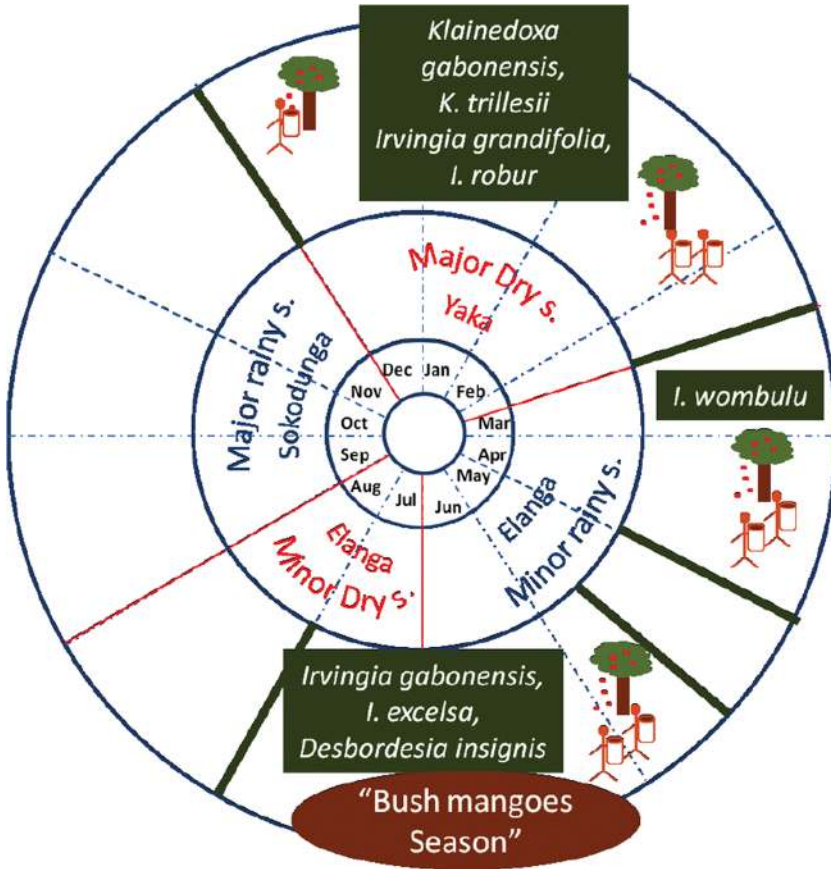 Klainedoxa
gabonensis,
K. trillesii
Irvingia grandifolia,
I. robur
Major Dry s.
Yaka
Major rainy s.
Sokodunga
Dec
Jan
Nov
Feb
Oct
Mar
Sep
Apr
Aug
May
Jul
Jun
I. wombulu
Elanga
Minor rainy s.
Elanga
Minor Dry s.
Irvingia gabonensis,
I. excelsa,
Desbordesia insignis
“Bush mangoes
Season”